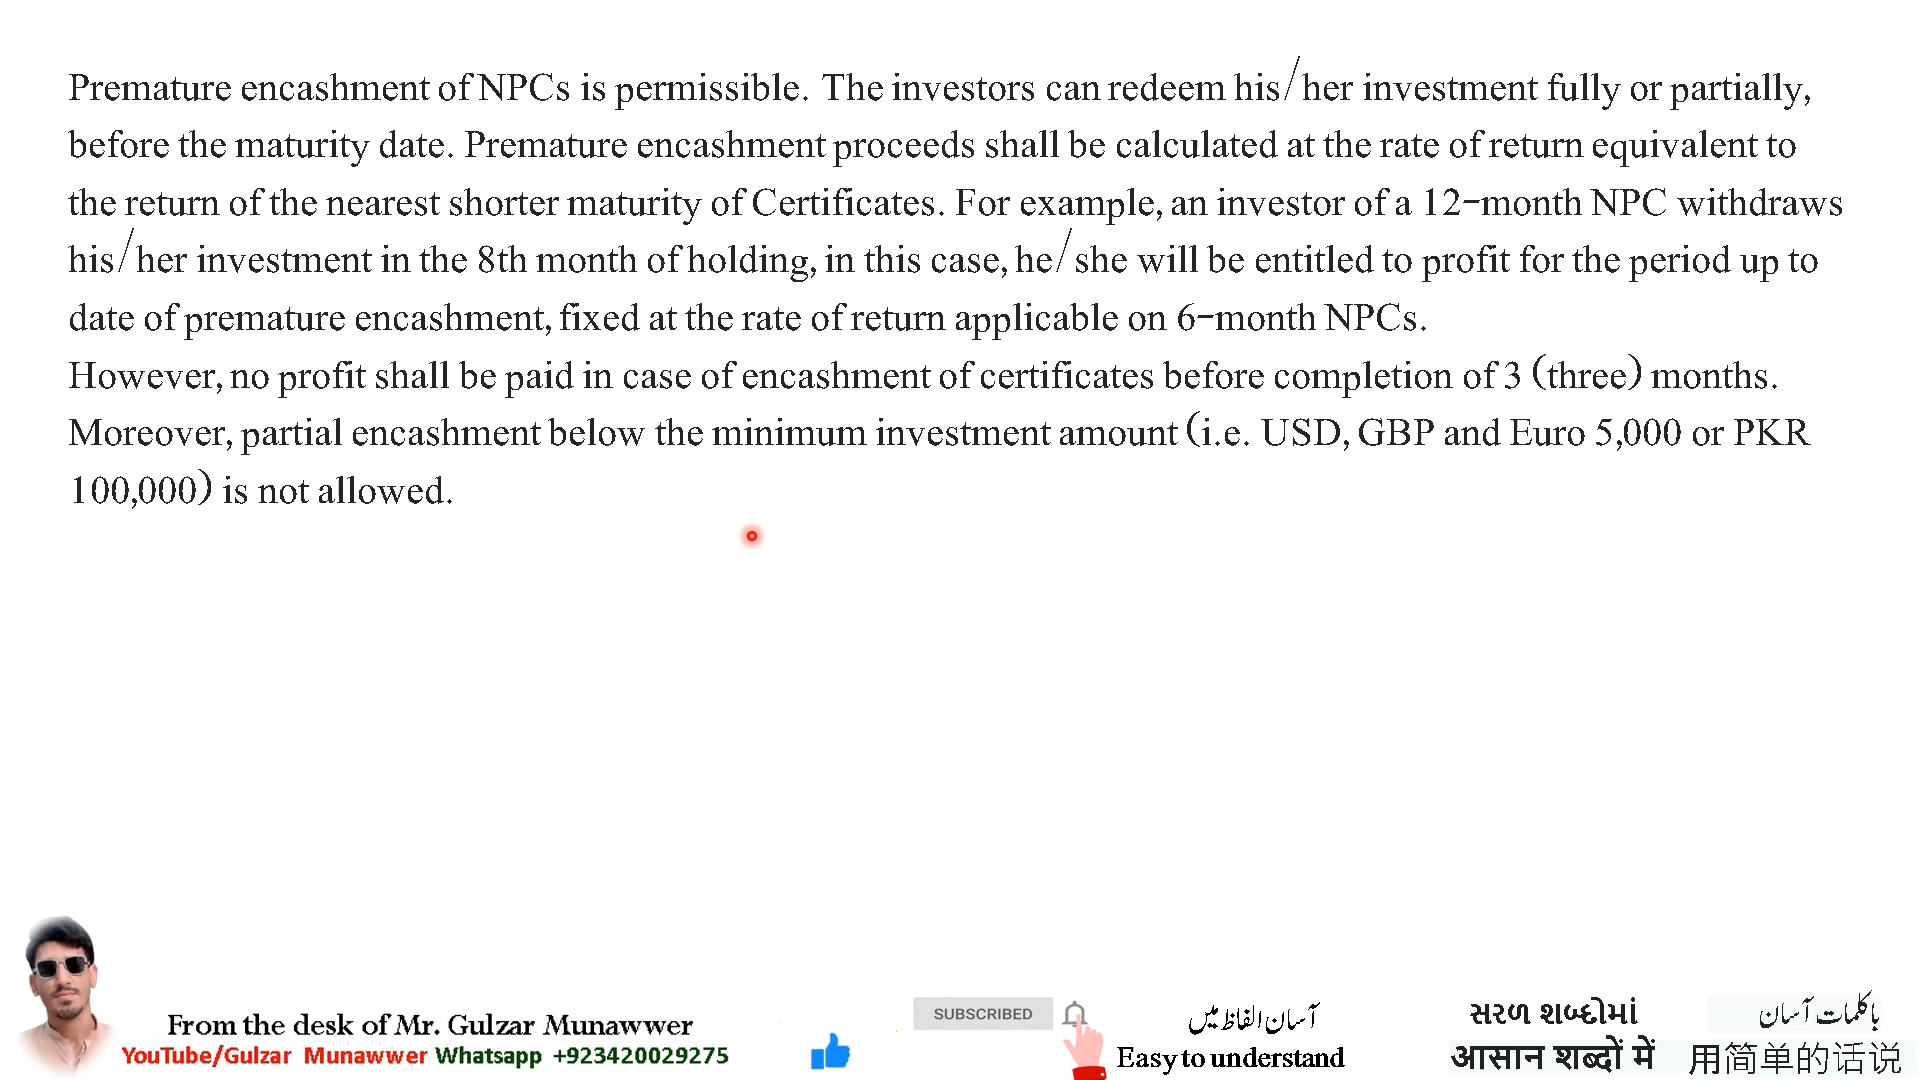 Premature encashment of NPCs is permissible. The investors can redeem his/her investment fully or partially,
before the maturity date. Premature encashment proceeds shall be calculated at the rate of return equivalent to
the return of the nearest shorter maturity of Certificates. For example, an investor of a 12-month NPC withdraws
his/her investment in the 8th month of holding, in this case, he/she will be entitled to profit for the period up to
date of premature encashment, fixed at the rate of return applicable on 6-month NPCs.
However, no profit shall be paid in case of encashment of certificates before completion of 3 (three) months.
Moreover, partial encashment below the minimum investment amount (i.e. USD, GBP and Euro 5,000 or PKR
100,000) is not allowed.
From the desk of Mr. Gulzar Munawwer
YouTube/Gulzar Munawwer Whatsapp +923420029275
SUBSCRIBED
آسان الفاظ میں
Easy to understand
સરળ શબ્દોમાં
आसान शब्दों में
باکلمات آسان
用简单的话说